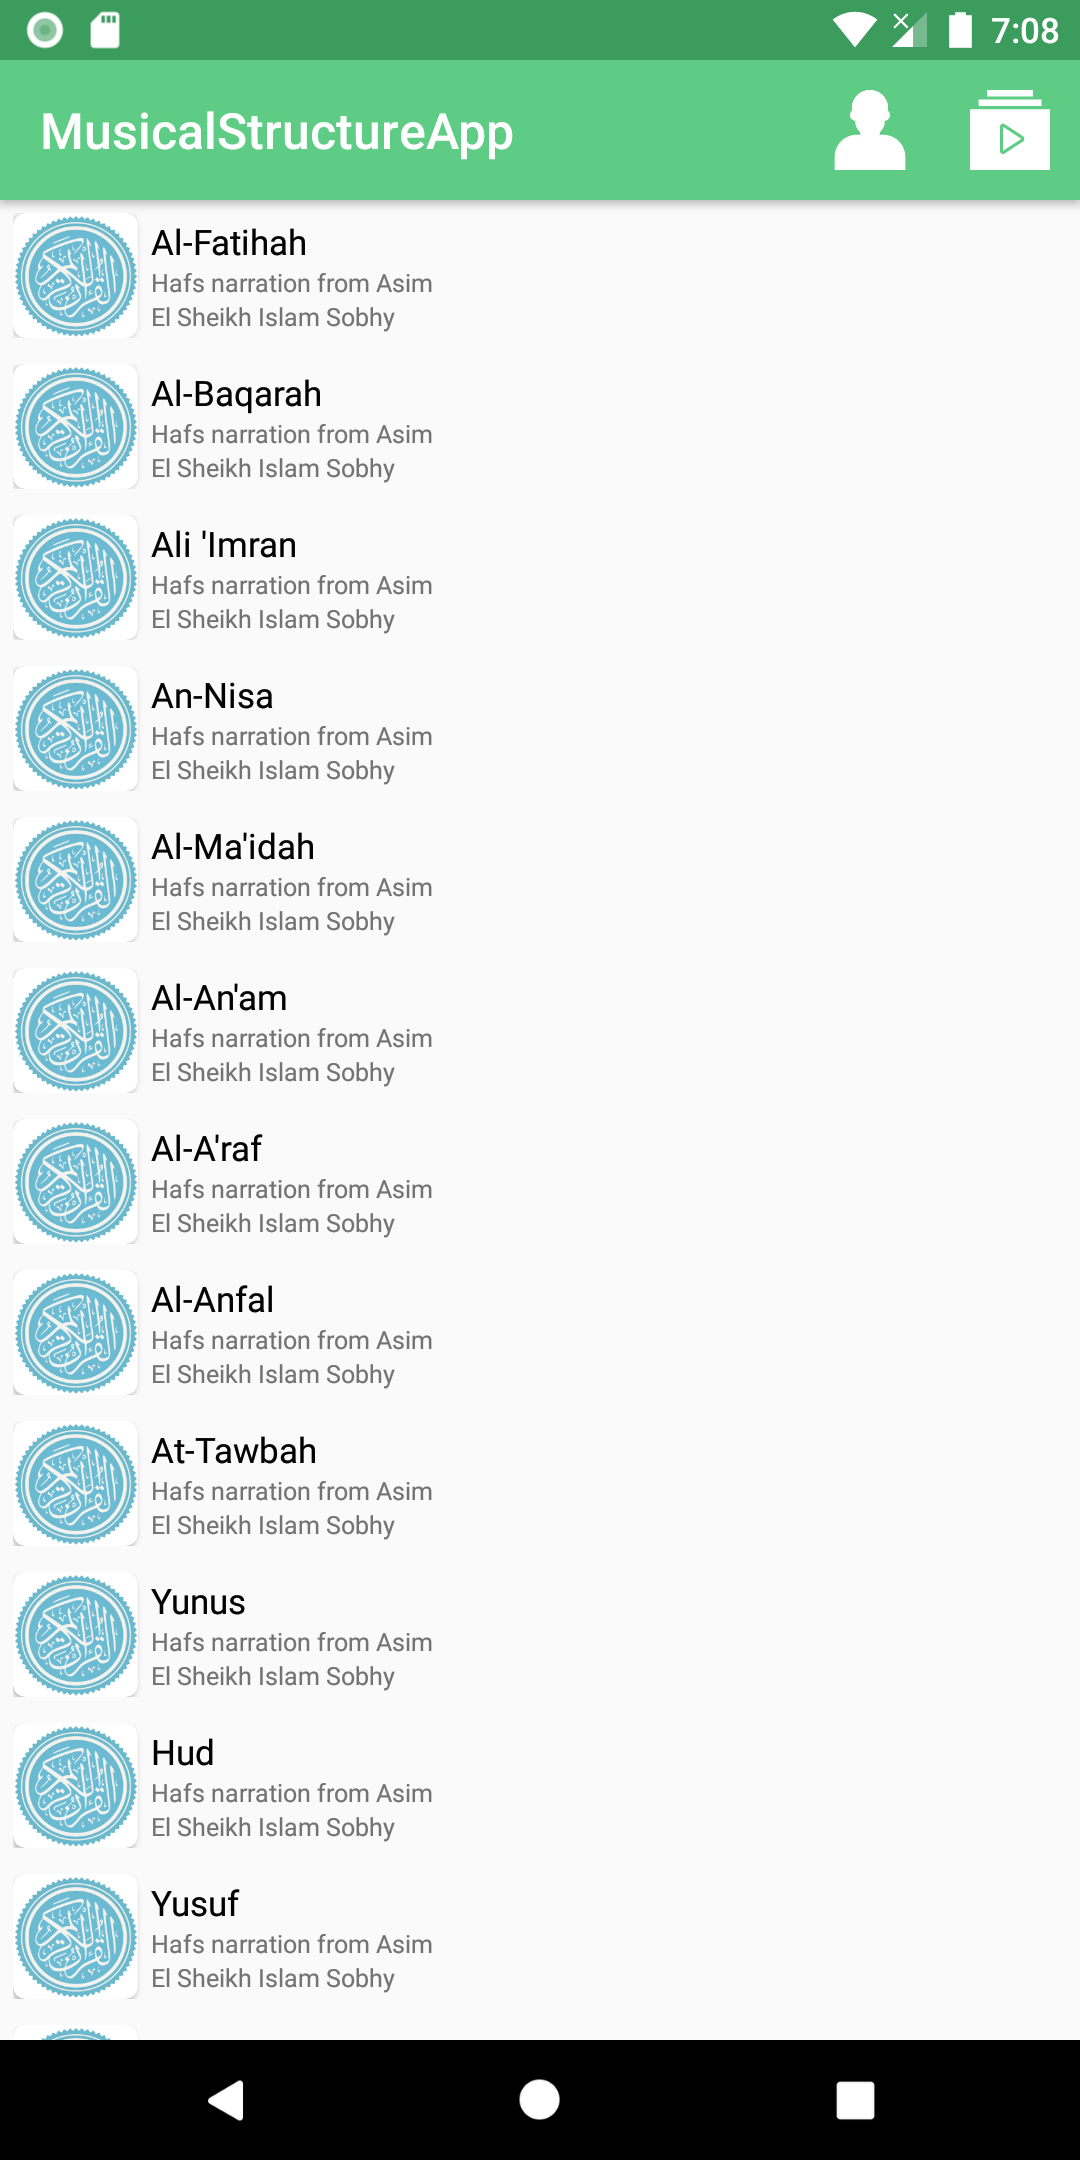 7:08
MusicalStructureApp
Al-Fatihah
Hafs narration from Asim
El Sheikh Islam Sobhy
Al-Baqarah
Hafs narration from Asim
El Sheikh Islam Sobhy
Ali 'Imran
Hafs narration from Asim
El Sheikh Islam Sobhy
An-Nisa
Hafs narration from Asim
El Sheikh Islam Sobhy
Al-Ma'idah
Hafs narration from Asim
El Sheikh Islam Sobhy
Al-An'am
Hafs narration from Asim
El Sheikh Islam Sobhy
Al-A'raf
Hafs narration from Asim
El Sheikh Islam Sobhy
Al-Anfal
Hafs narration from Asim
El Sheikh Islam Sobhy
At-Tawbah
Hafs narration from Asim
El Sheikh Islam Sobhy
Yunus
Hafs narration from Asim
El Sheikh Islam Sobhy
Hud
Hafs narration from Asim
El Sheikh Islam Sobhy
Yusuf
Hafs narration from Asim
El Sheikh Islam Sobhy